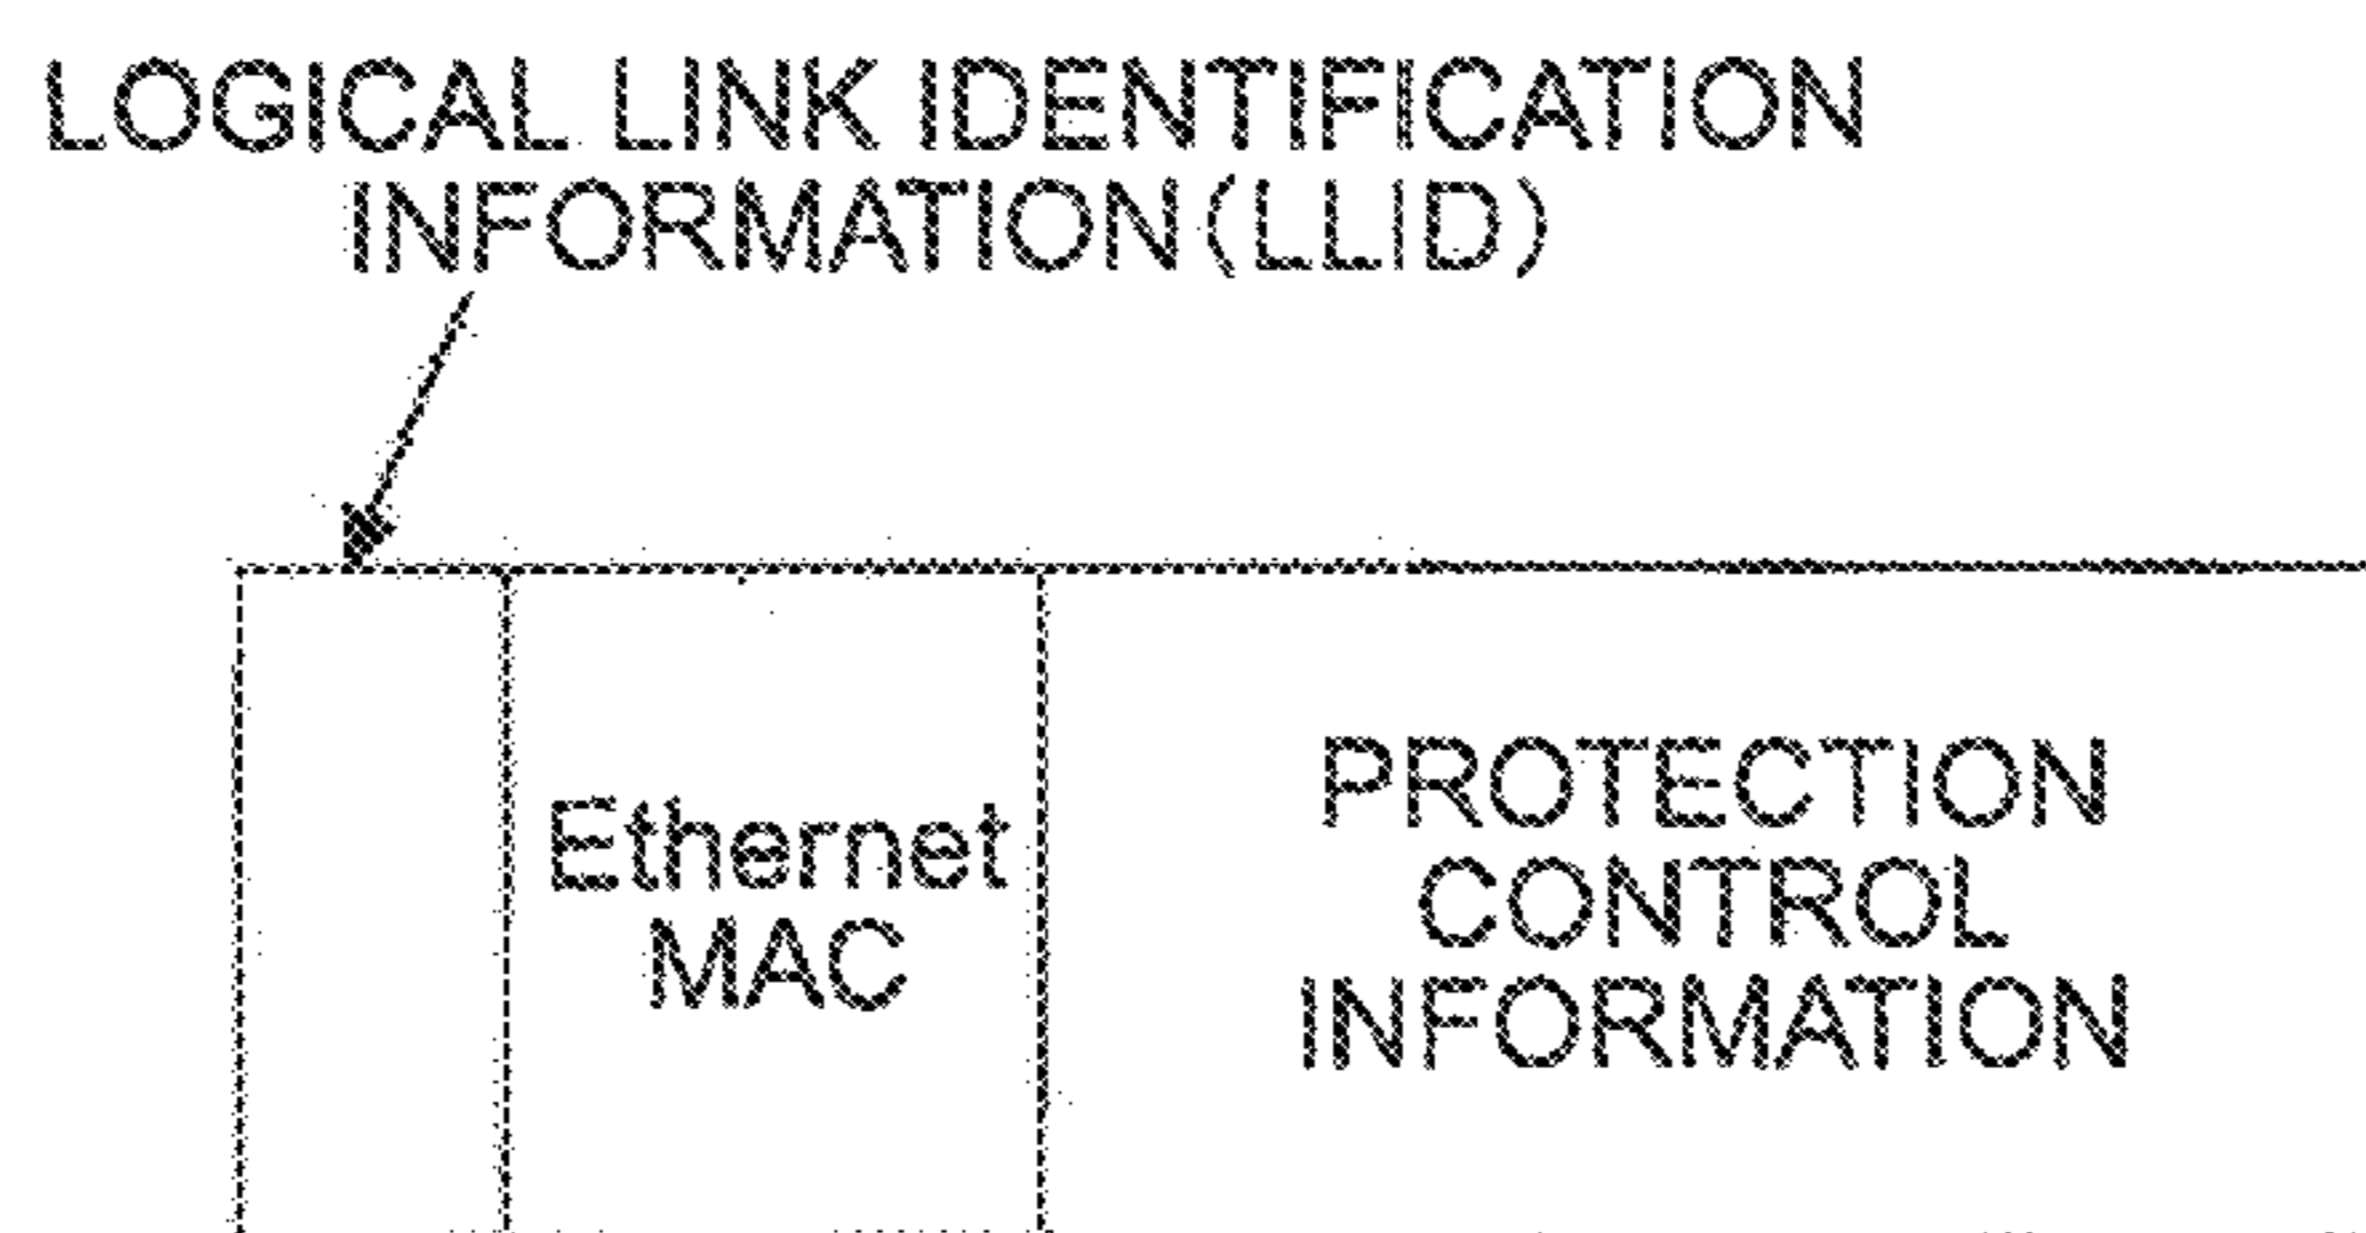 LOGICAL LINK IDENTIFICATION
INFORMATION(LLID)
Ethernet
MAC
PROTECTION
CONTROL
INFORMATION